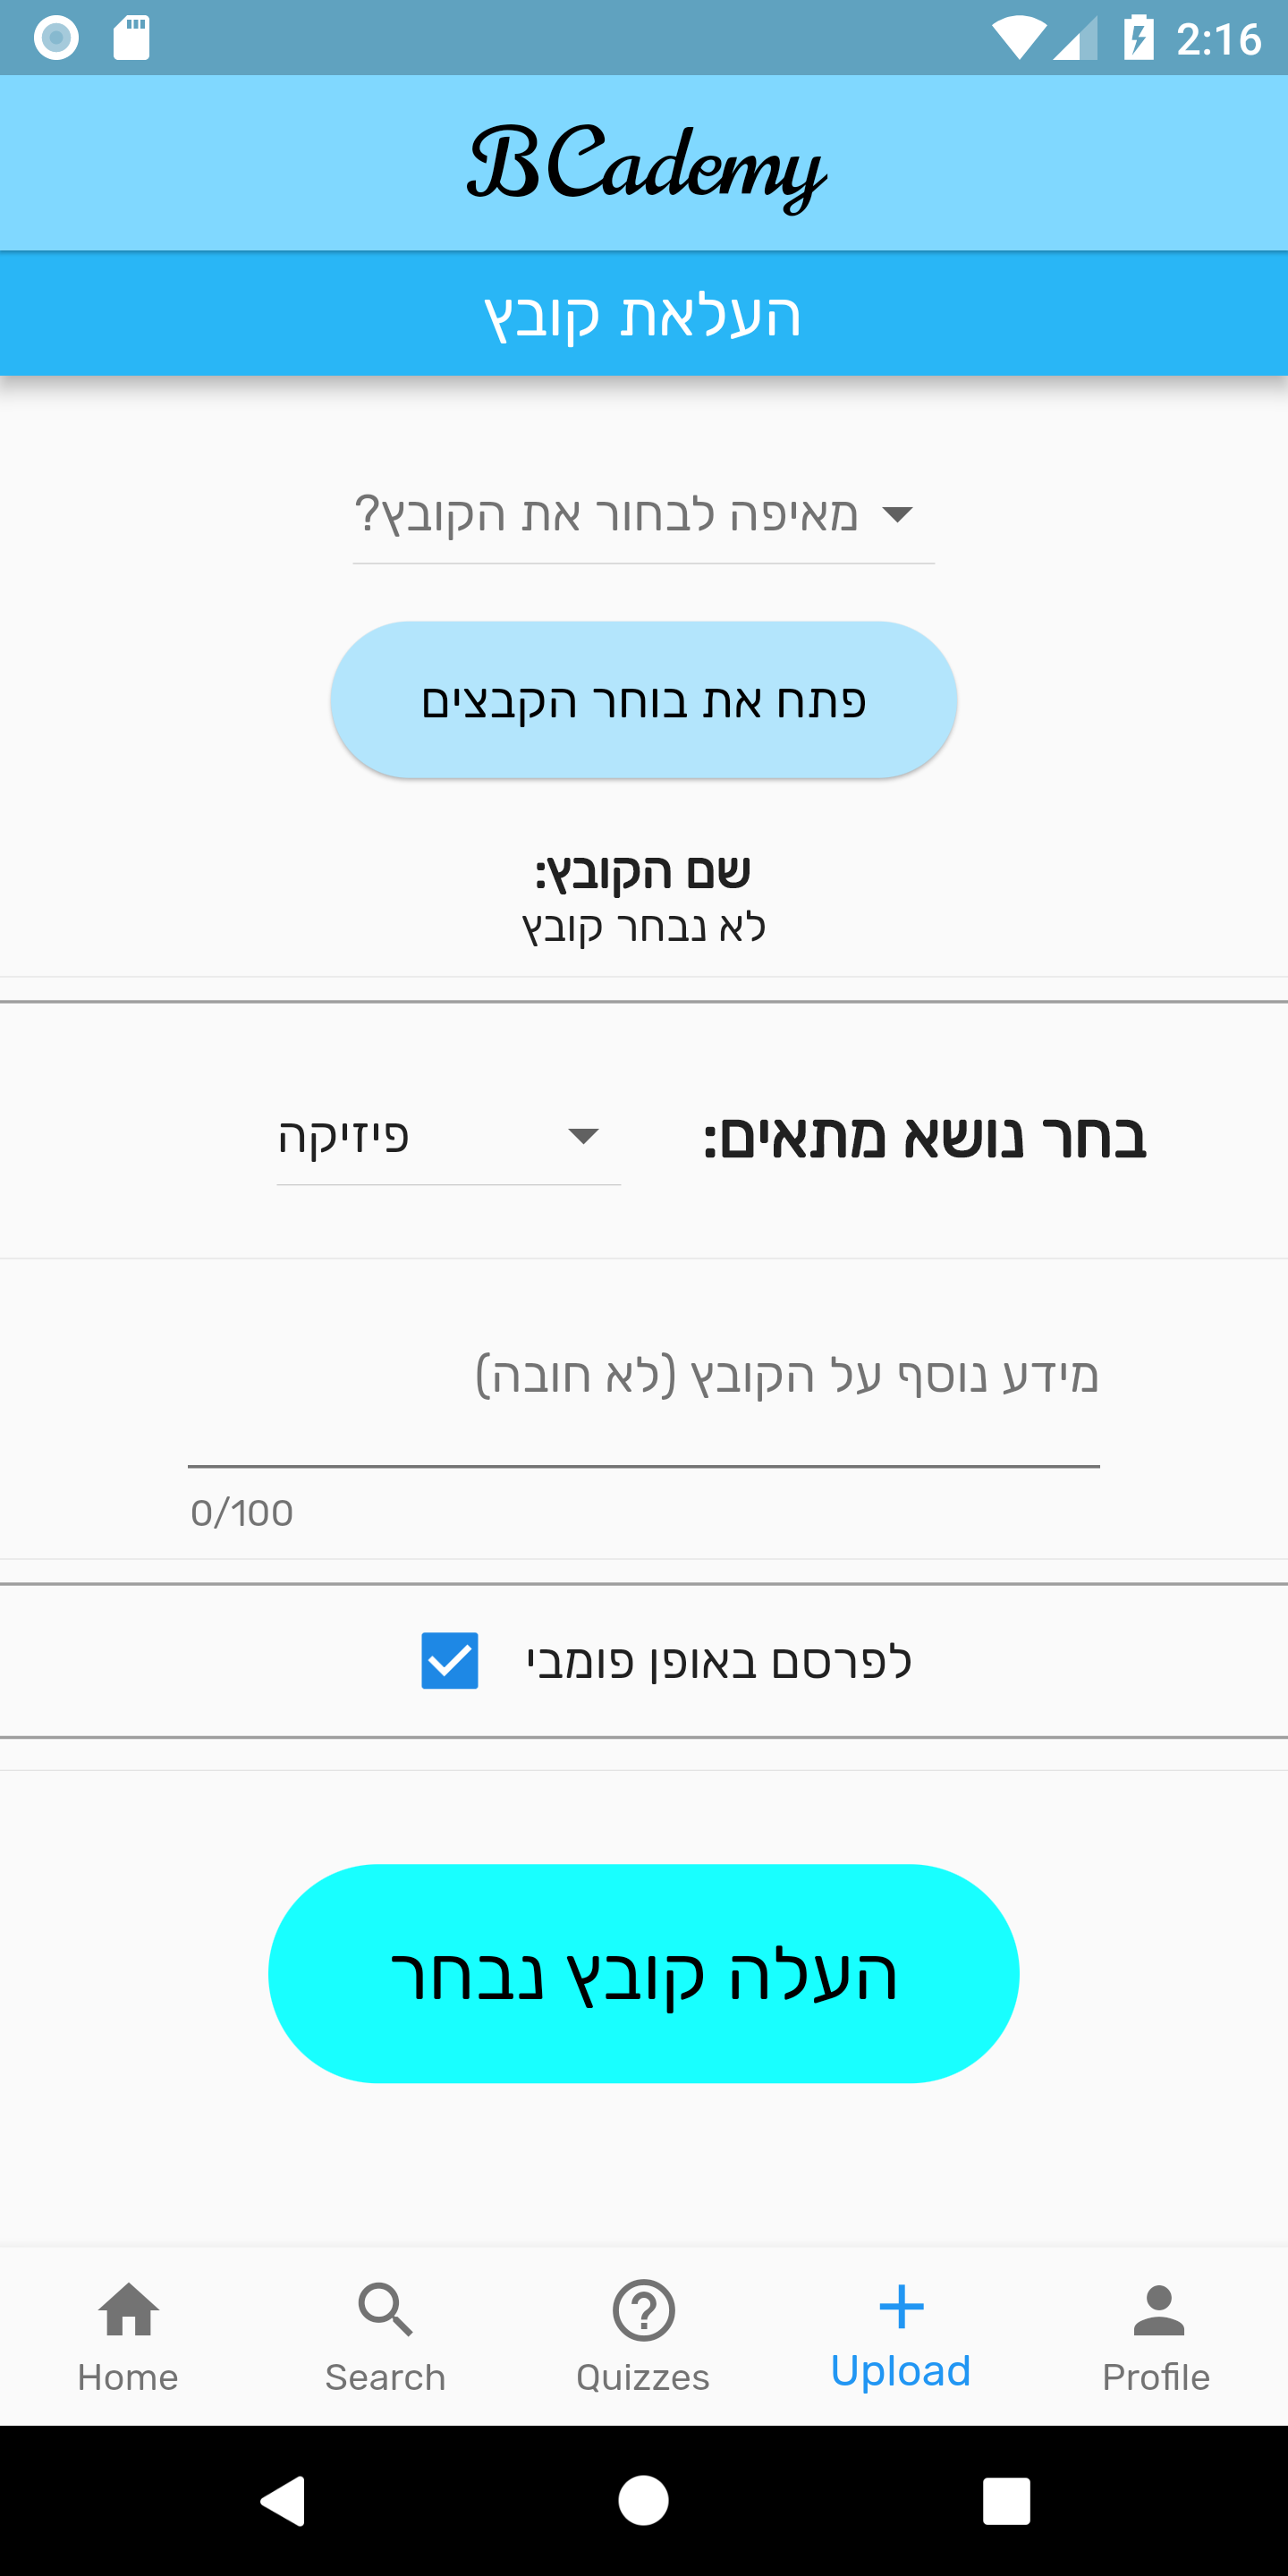 2:16
BCademy
העלאת קובץ
מאיפה לבחור את הקובץ?
פתח את בוחר הקבצים
שם הקובץ:
לא נבחר קובץ
בחר נושא מתאים:
פיזיקה
מידע נוסף על הקובץ (לא חובה)
0/100
לפרסם באופן פומבי
העלה קובץ נבחר
Home
Search
Quizzes
Upload
Profile